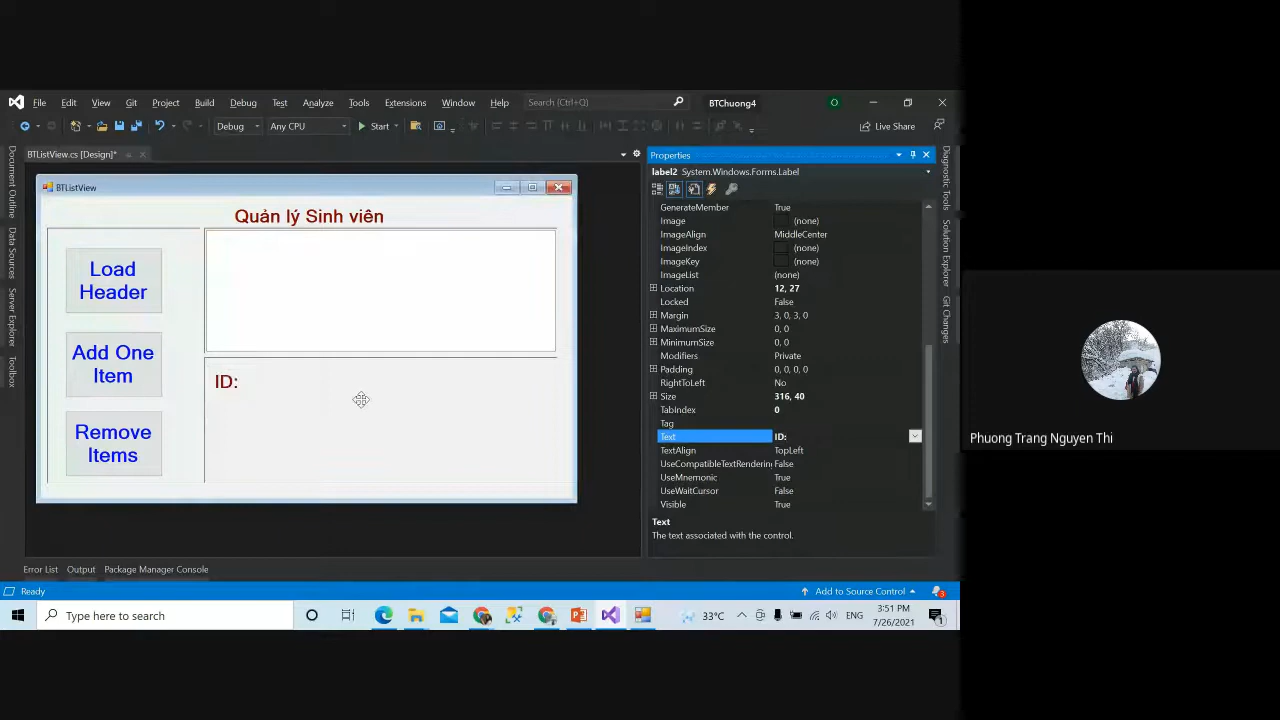 File Edit View Git Project Build Debug Test Analyze Tools Extensions Window Help Search (Ctrl+Q) BTChuong4 O
Debug Any CPU Start Live Share
BTListView.cs [Design]*
Document Outline
Data Sources
Server Explorer
Toolbox
BTListView
Quản lý Sinh viên
Load
Header
Add One
Item
Remove
Items
ID:
Properties
label2 System.Windows.Forms.Label
GenerateMember True
Image (none)
ImageAlign MiddleCenter
ImageIndex (none)
ImageKey (none)
ImageList (none)
Location 12, 27
Locked False
Margin 3, 0, 3, 0
MaximumSize 0, 0
MinimumSize 0, 0
Modifiers Private
Padding 0, 0, 0, 0
RightToLeft No
Size 316, 40
TabIndex 0
Tag
Text ID:
TextAlign TopLeft
UseCompatibleTextRendering False
UseMnemonic True
UseWaitCursor False
Visible True
Text
The text associated with the control.
Diagnostic Tools
Solution Explorer
Git Changes
Phuong Trang Nguyen Thi
Error List Output Package Manager Console
Ready Add to Source Control 3
Type here to search 33°C ENG 3:51 PM
7/26/2021 1